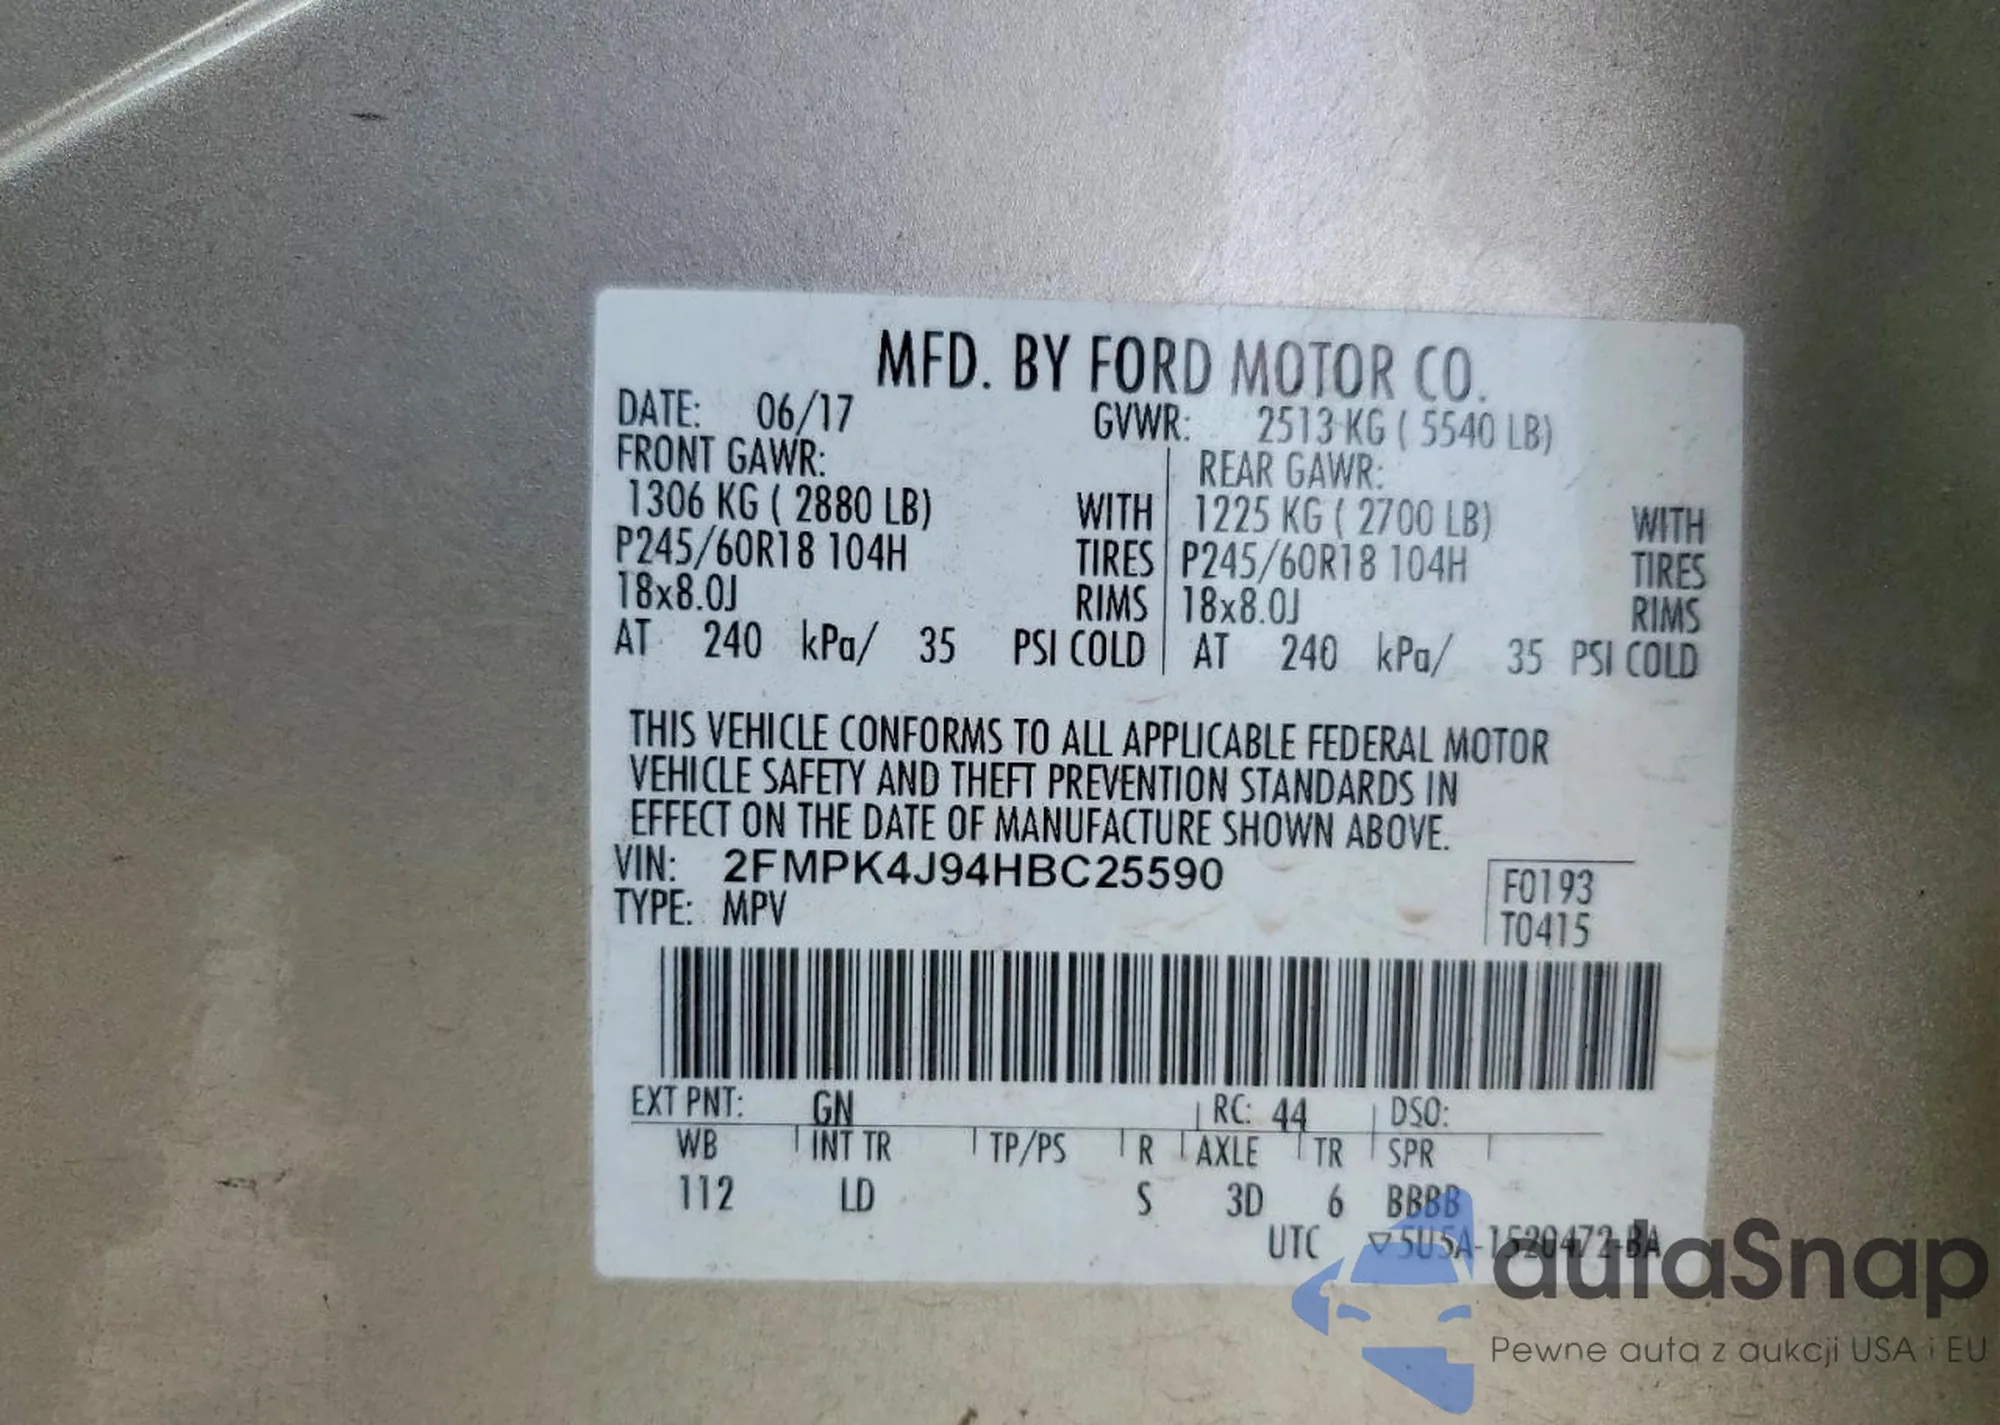 MFD. BY FORD MOTOR CO.
DATE: 06/17 GVWR: 2513 KG ( 5540 LB)
FRONT GAWR: REAR GAWR:
1306 KG ( 2880 LB) WITH 1225 KG ( 2700 LB) WITH
P245/60R18 104H TIRES P245/60R18 104H TIRES
18x8.0J RIMS 18x8.0J RIMS
AT 240 kPa/ 35 PSI COLD AT 240 kPa/ 35 PSI COLD
THIS VEHICLE CONFORMS TO ALL APPLICABLE FEDERAL MOTOR
VEHICLE SAFETY AND THEFT PREVENTION STANDARDS IN
EFFECT ON THE DATE OF MANUFACTURE SHOWN ABOVE.
VIN: 2FMPK4J94HBC25590
F0193
TYPE: MPV
T0415
EXT PNT: GN RC: 44 DSO:
WB INT TR TP/PS R AXLE TR SPR
112 LD S 3D 6 BBBB
UTC ▽5U5A-1520472-BA
autaSnap
Pewne auta z aukcji USA i EU